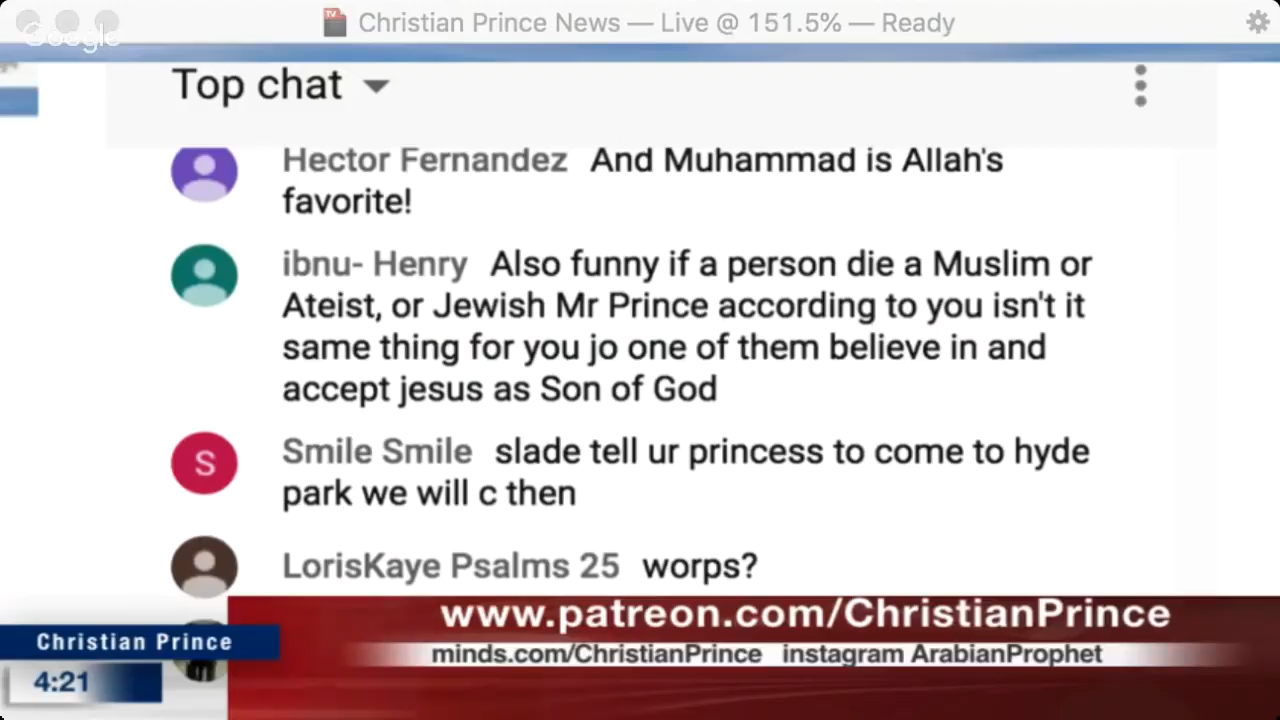 Google
TV
Christian Prince News — Live @ 151.5% — Ready
Top chat
Hector Fernandez And Muhammad is Allah's
favorite!
ibnu- Henry Also funny if a person die a Muslim or
Ateist, or Jewish Mr Prince according to you isn't it
same thing for you jo one of them believe in and
accept jesus as Son of God
S
Smile Smile slade tell ur princess to come to hyde
park we will c then
LorisKaye Psalms 25 worps?
www.patreon.com/ChristianPrince
Christian Prince
minds.com/ChristianPrince instagram ArabianProphet
4:21